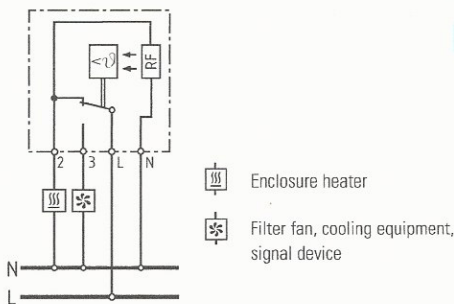 <ϑ
RF
2 3 L N
Enclosure heater
Filter fan, cooling equipment,
signal device
N
L